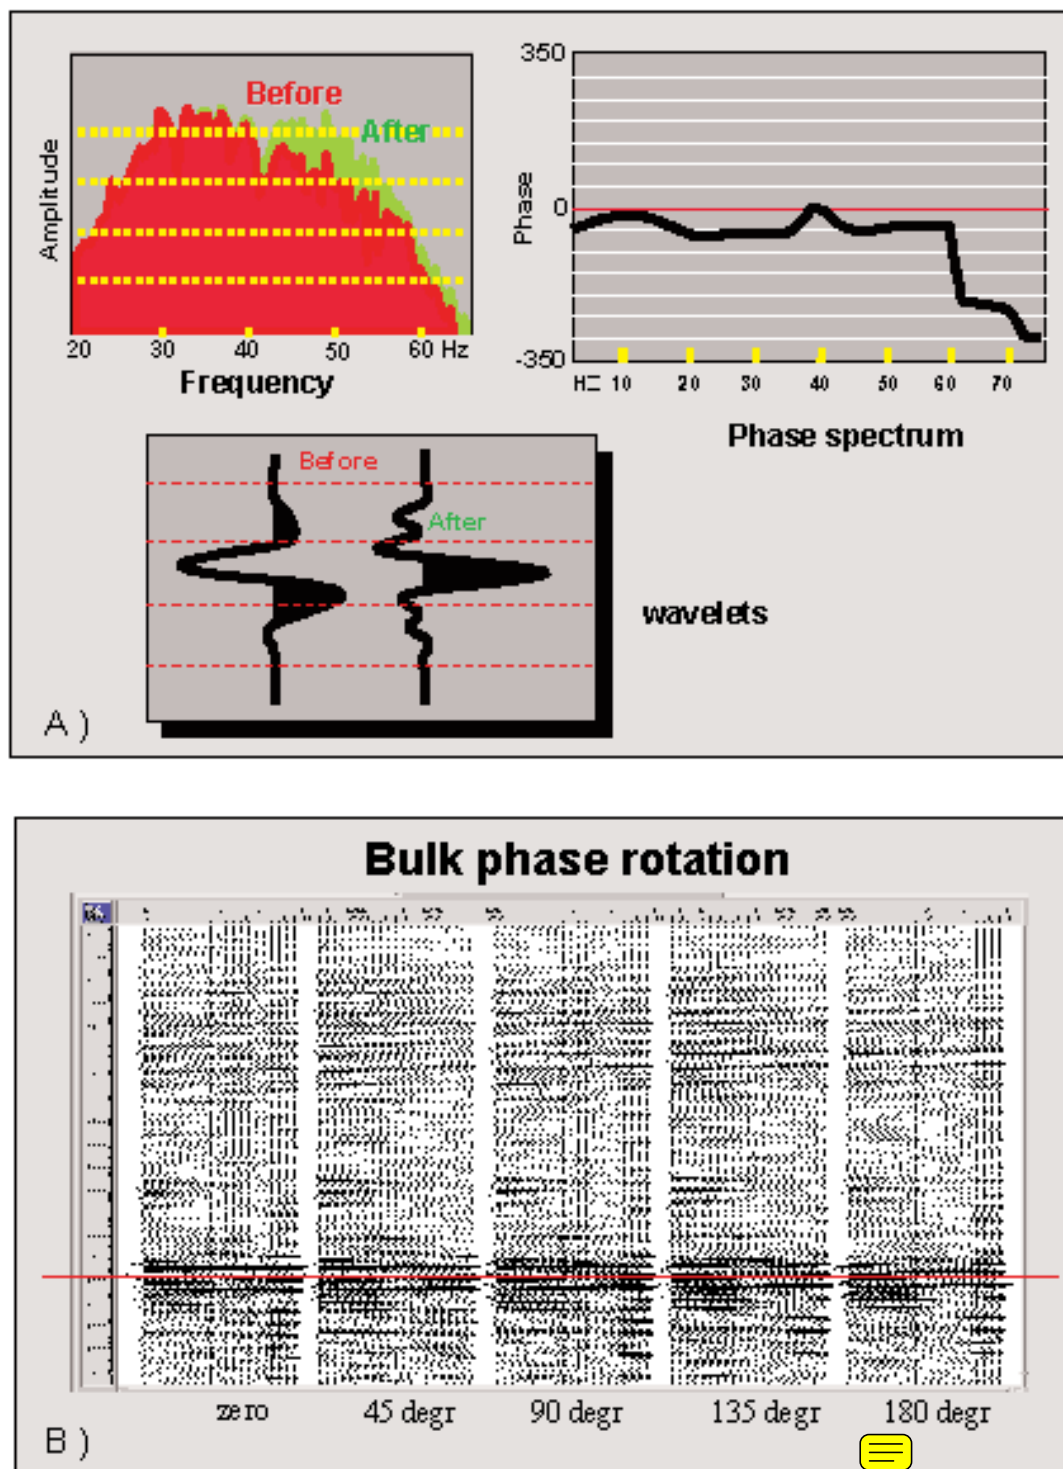 Before
After
Amplitude
20 30 40 50 60 Hz
Frequency
350
0
-350
Phase
10 20 30 40 50 60 70
Phase spectrum
Before
After
wavelets
A )
Bulk phase rotation
zero 45 degr 90 degr 135 degr 180 degr
B )